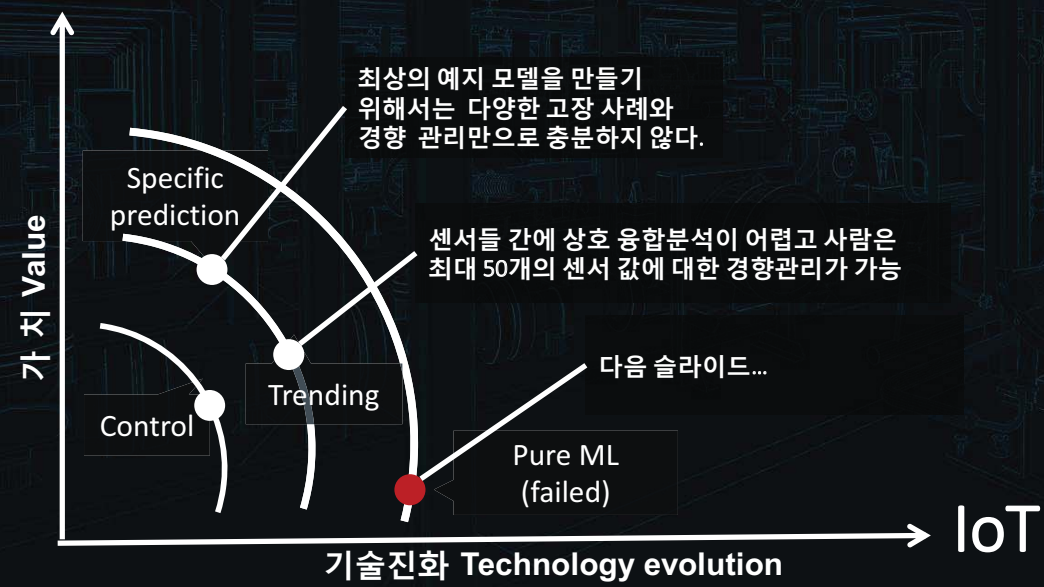 최상의 예지 모델을 만들기
위해서는 다양한 고장 사례와
경향 관리만으로 충분하지 않다.
Specific
prediction
센서들 간에 상호 융합분석이 어렵고 사람은
최대 50개의 센서 값에 대한 경향관리가 가능
가 치 Value
다음 슬라이드...
Trending
Control
Pure ML
(failed)
IoT
기술진화 Technology evolution